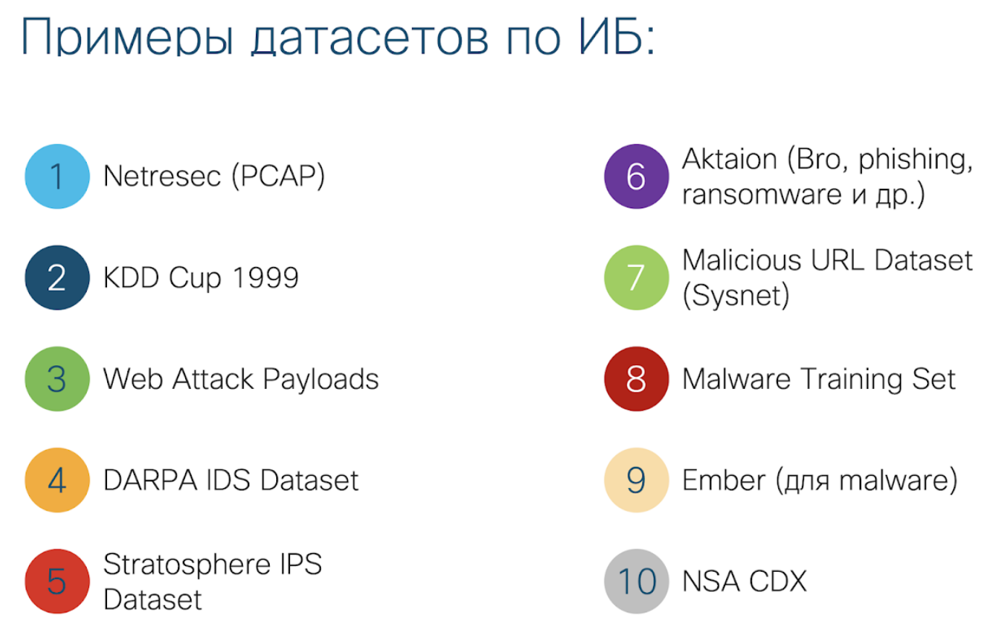 Примеры датасетов по ИБ:
1 Netresec (PCAP)
2 KDD Cup 1999
3 Web Attack Payloads
4 DARPA IDS Dataset
5 Stratosphere IPS
Dataset
6 Aktaion (Bro, phishing,
ransomware и др.)
7 Malicious URL Dataset
(Sysnet)
8 Malware Training Set
9 Ember (для malware)
10 NSA CDX